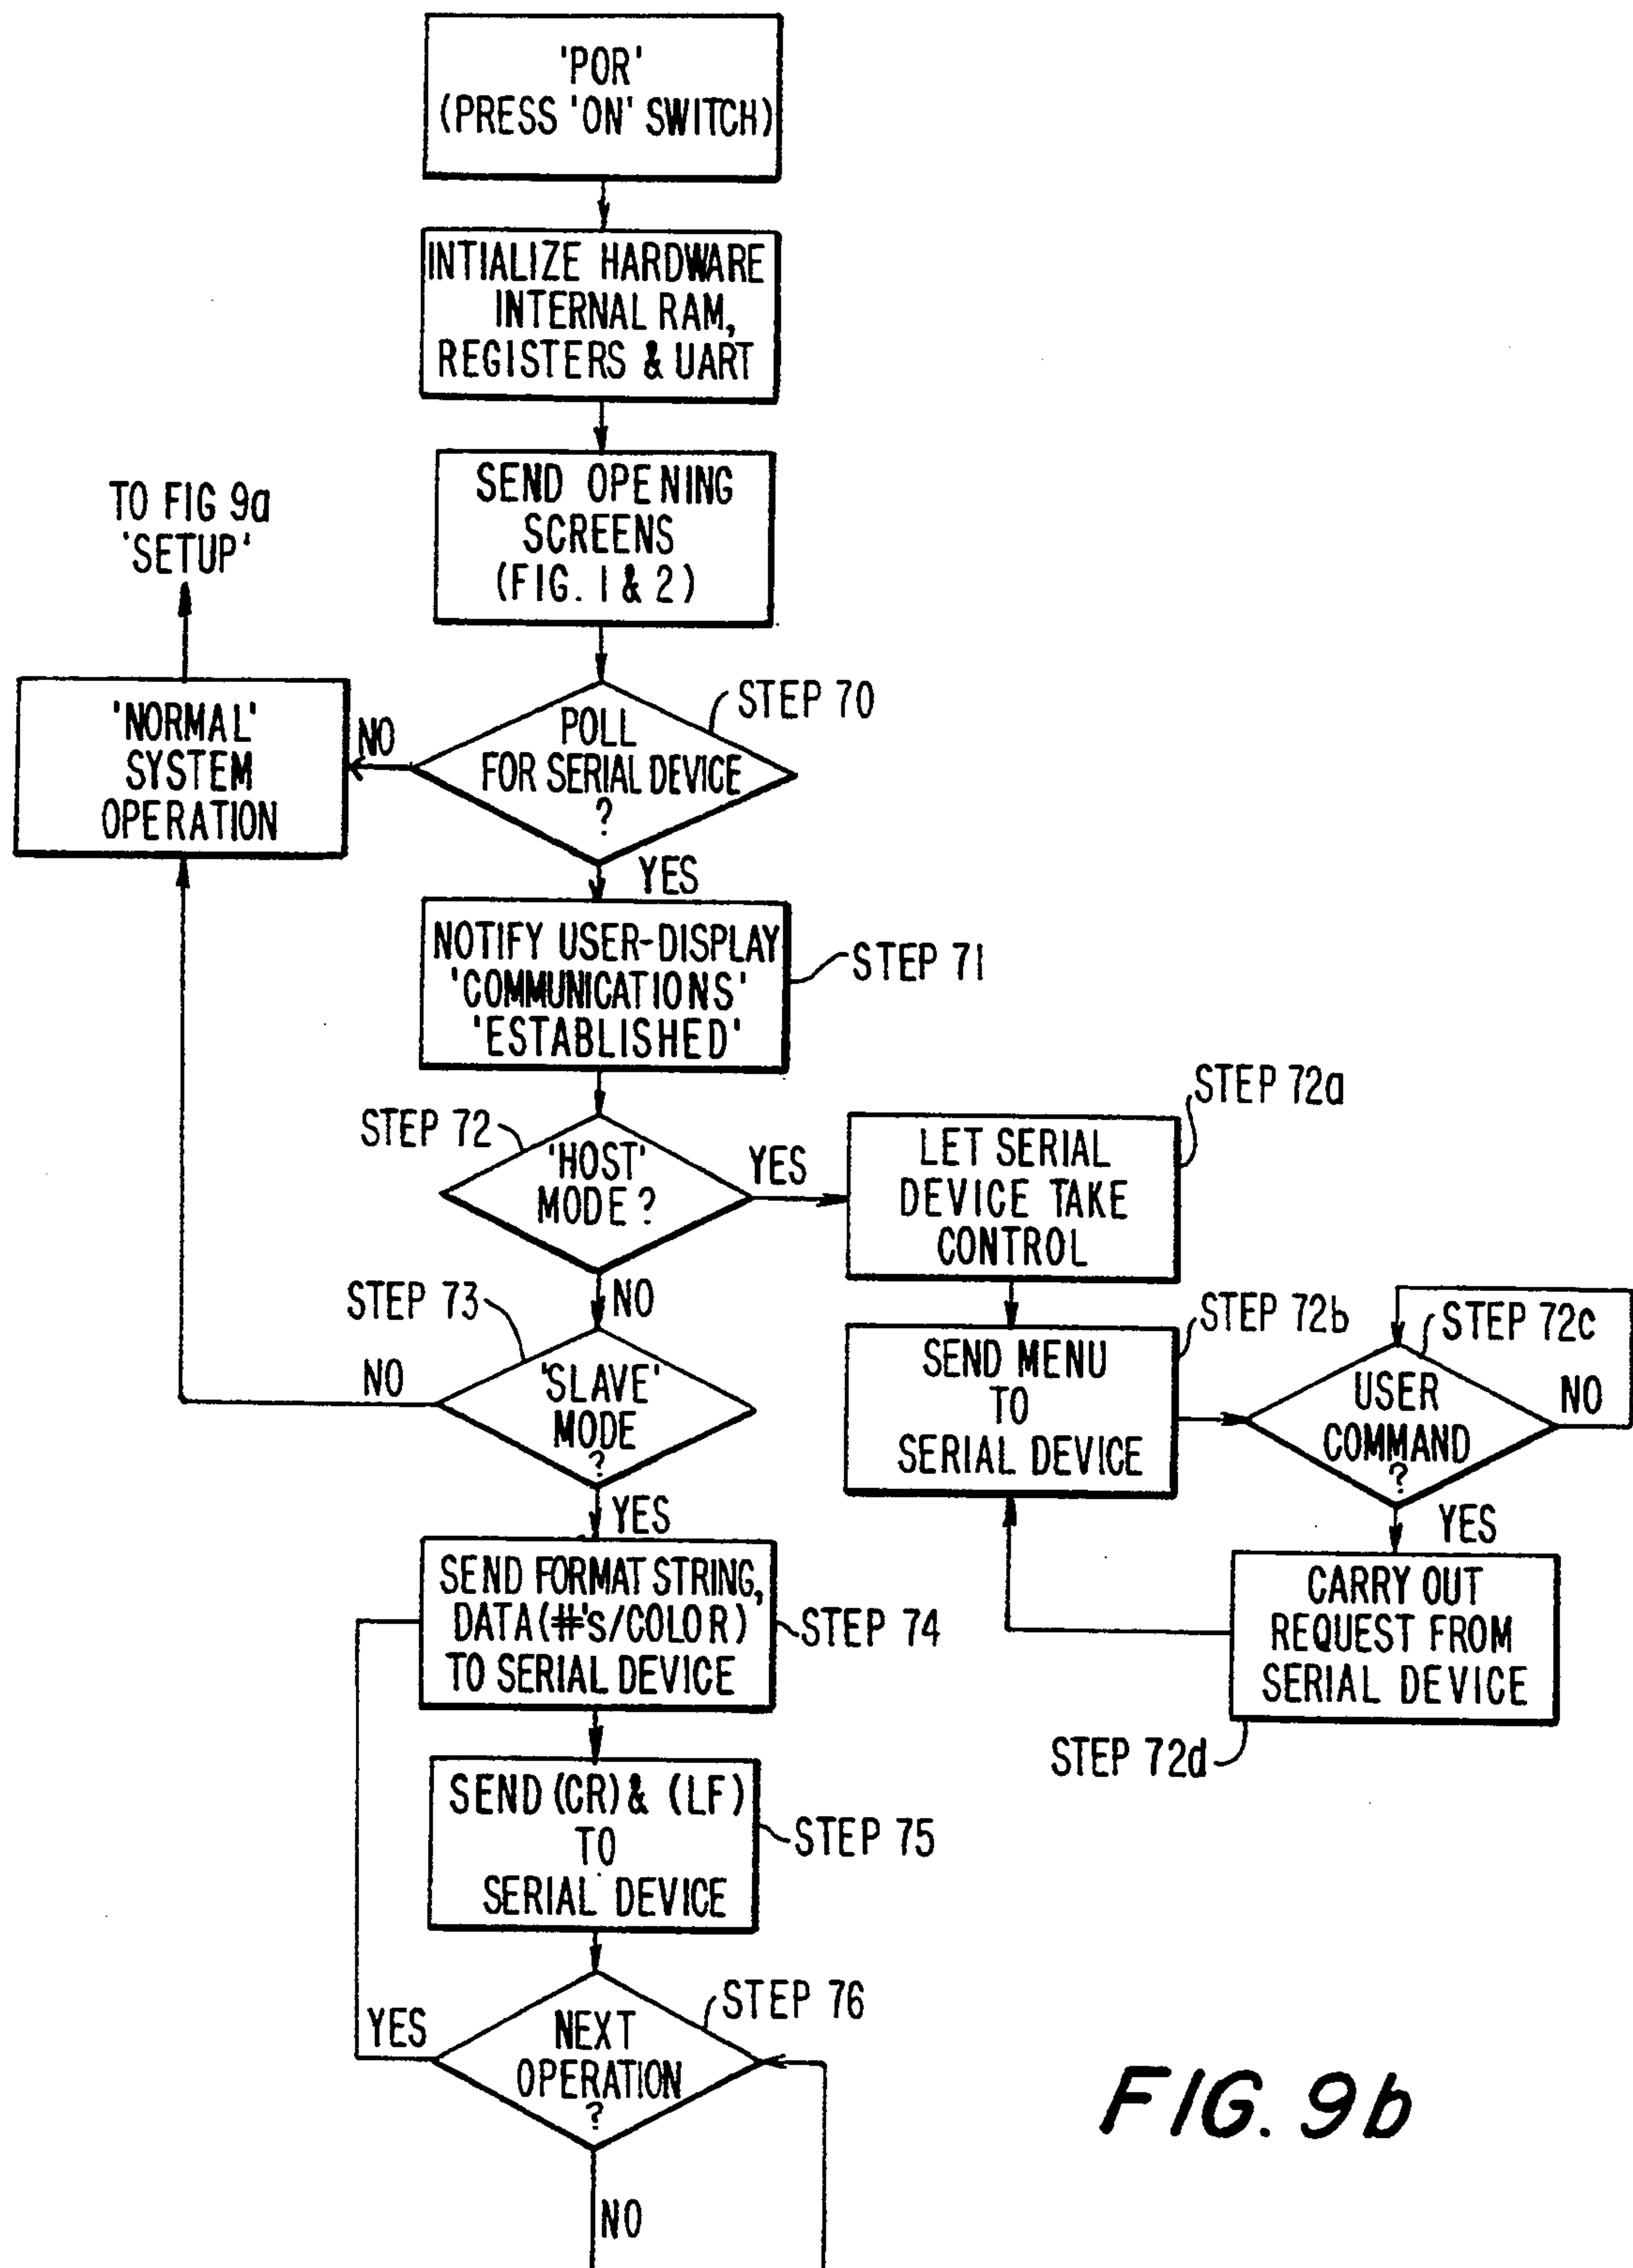 'POR'
(PRESS 'ON' SWITCH)
INTIALIZE HARDWARE
INTERNAL RAM,
REGISTERS & UART
SEND OPENING
SCREENS
(FIG. 1 & 2)
TO FIG 9a
'SETUP'
'NORMAL'
SYSTEM
OPERATION
NO
POLL
FOR SERIAL DEVICE
?
STEP 70
YES
NOTIFY USER-DISPLAY
'COMMUNICATIONS'
'ESTABLISHED'
STEP 71
STEP 72
'HOST'
MODE?
YES
LET SERIAL
DEVICE TAKE
CONTROL
STEP 72a
NO
STEP 73
'SLAVE'
MODE
?
NO
SEND MENU
TO
SERIAL DEVICE
STEP 72b
USER
COMMAND
?
STEP 72c
NO
YES
YES
CARRY OUT
REQUEST FROM
SERIAL DEVICE
STEP 72d
SEND FORMAT STRING,
DATA (#'s/COLOR)
TO SERIAL DEVICE
STEP 74
SEND (CR) & (LF)
TO
SERIAL DEVICE
STEP 75
NEXT
OPERATION
?
STEP 76
YES
NO
FIG. 9b